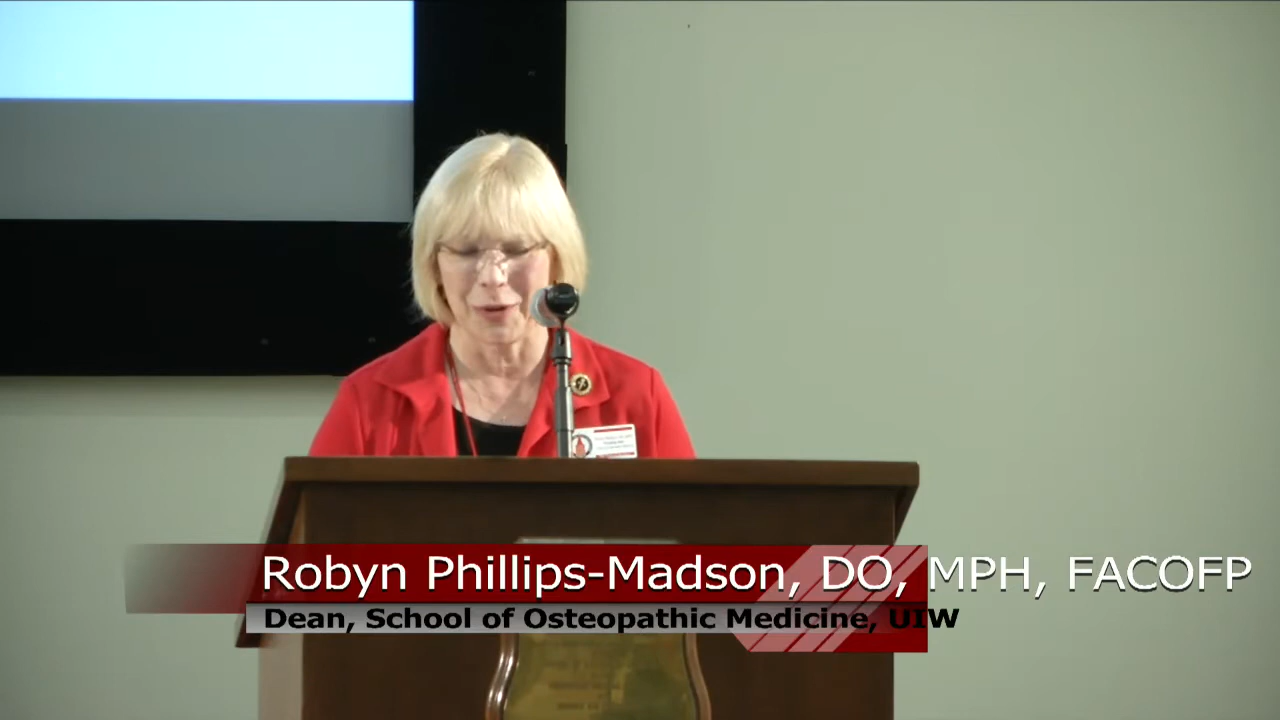 Robyn Phillips-Madson, DO, MPH, FACOFP
Dean, School of Osteopathic Medicine, UIW